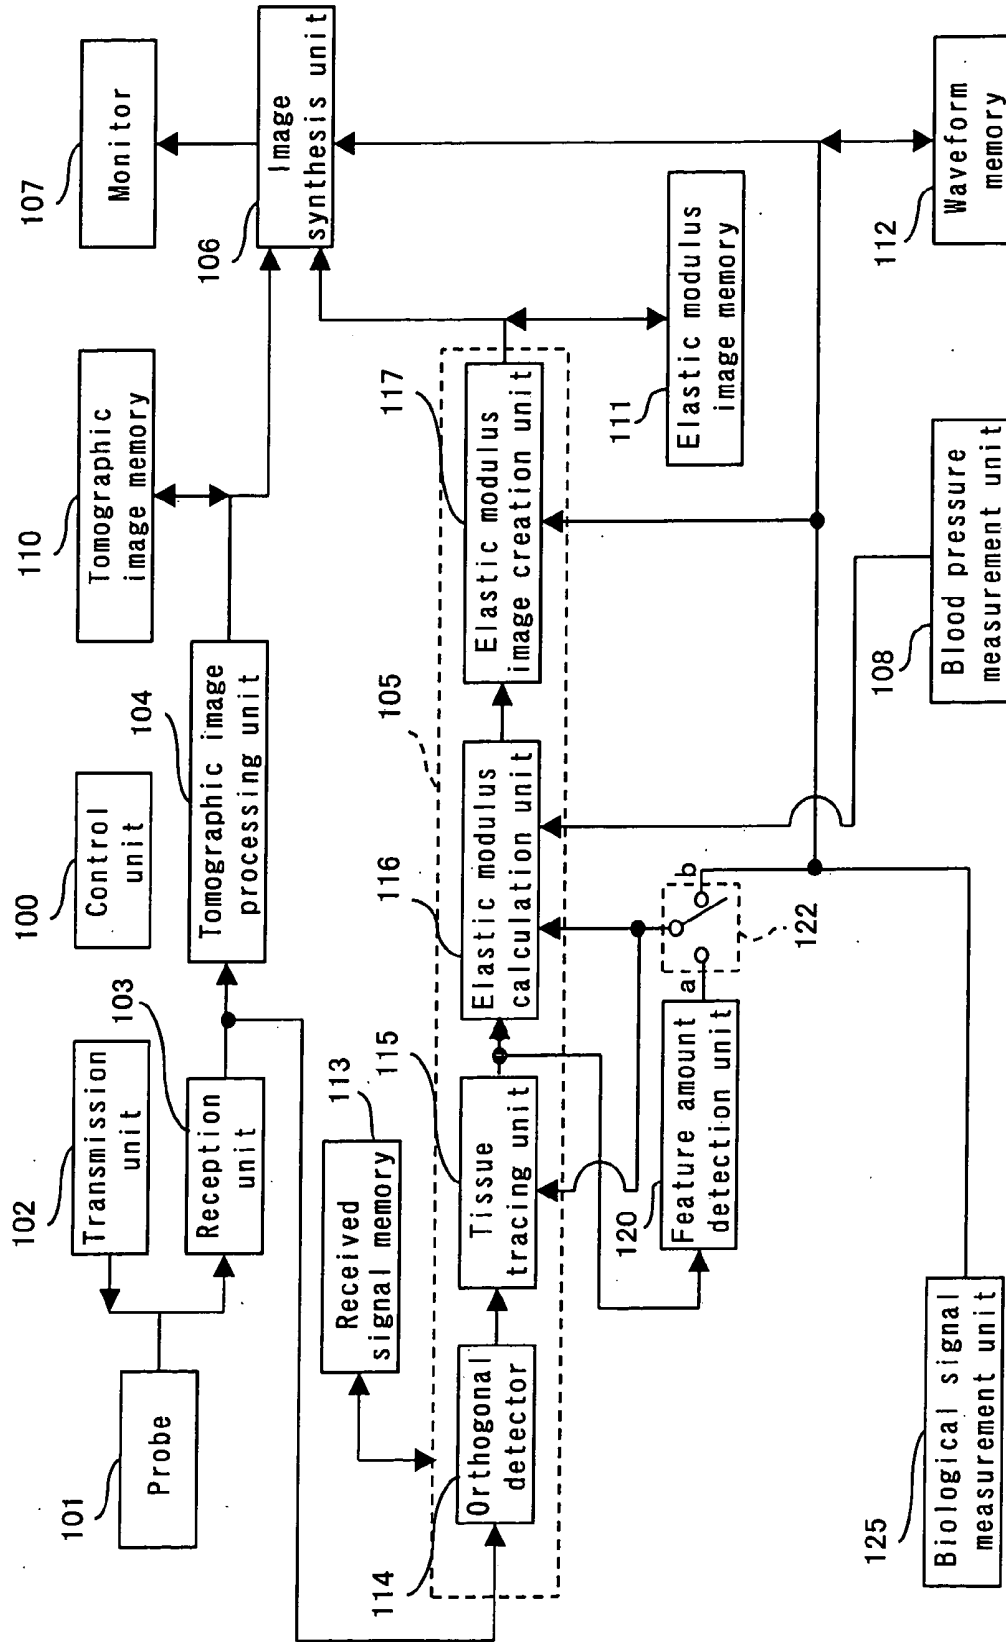 100
Control
unit
101
Probe
102
Transmission
unit
103
Reception
unit
104
Tomographic image
processing unit
110
Tomographic
image memory
107
Monitor
106
Image
synthesis unit
113
Received
signal memory
105
114
Orthogonal
detector
115
Tissue
tracing unit
116
Elastic modulus
calculation unit
117
Elastic modulus
image creation unit
111
Elastic modulus
image memory
120
Feature amount
detection unit
a
b
122
125
Biological signal
measurement unit
108
Blood pressure
measurement unit
112
Waveform
memory